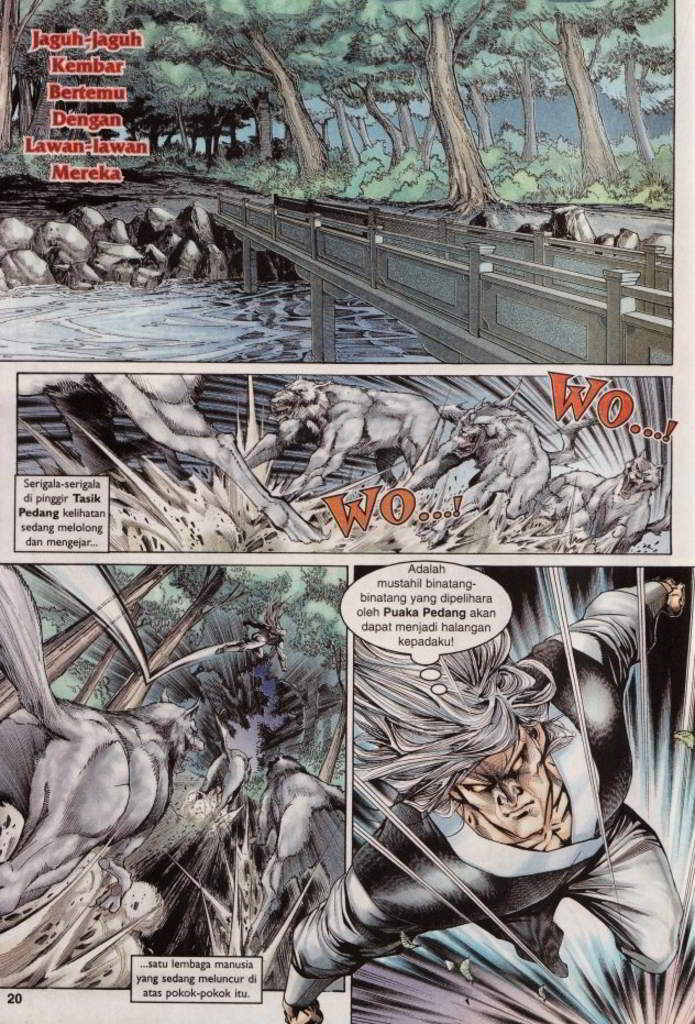 Jaguh-jaguh
Kembar
Bertemu
Dengan
Lawan-lawan
Mereka
WO...!
WO...!
Serigala-serigala
di pinggir Tasik
Pedang kelihatan
sedang melolong
dan mengejar...
Adalah
mustahil binatang-
binatang yang dipelihara
oleh Puaka Pedang akan
dapat menjadi halangan
kepadaku!
...satu lembaga manusia
yang sedang meluncur di
atas pokok-pokok itu.
20